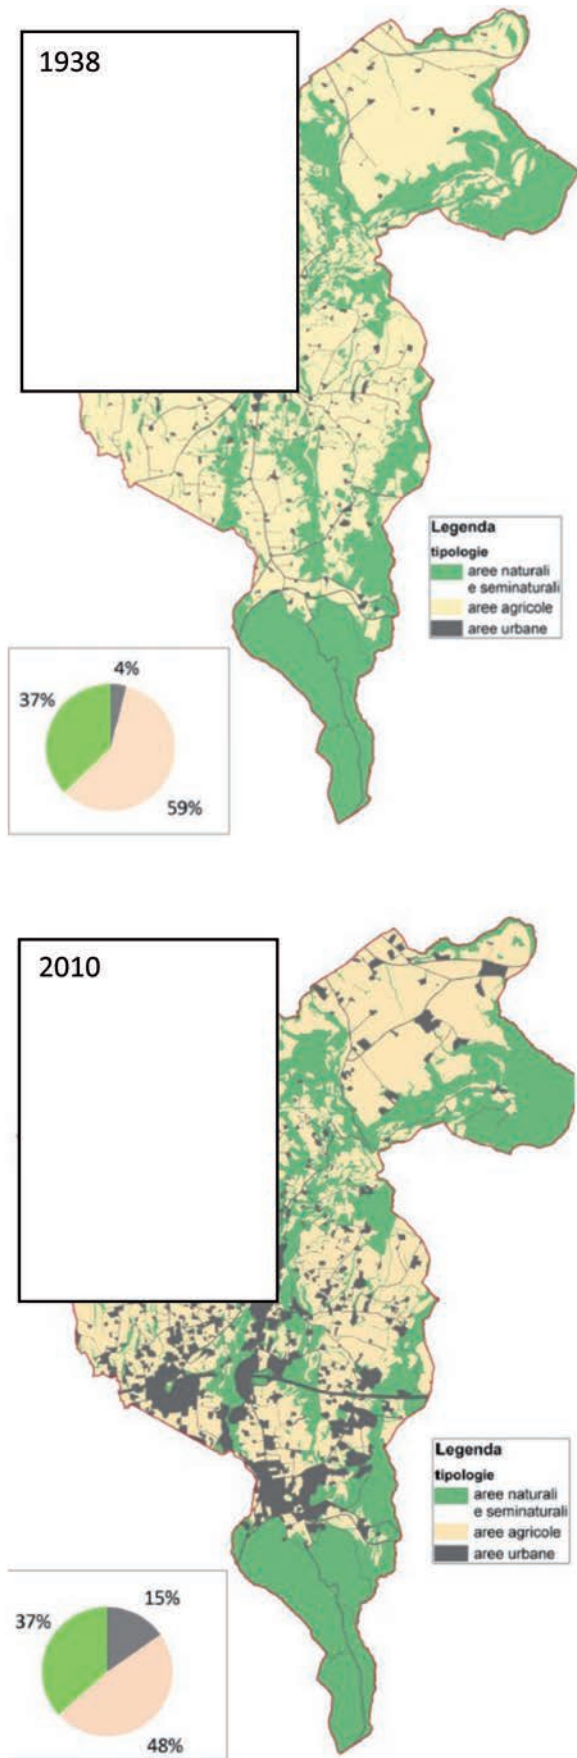 1938
Legenda
tipologie
aree naturali
e seminaturali
aree agricole
aree urbane
4%
37%
59%
2010
Legenda
tipologie
aree naturali
e seminaturali
aree agricole
aree urbane
15%
37%
48%